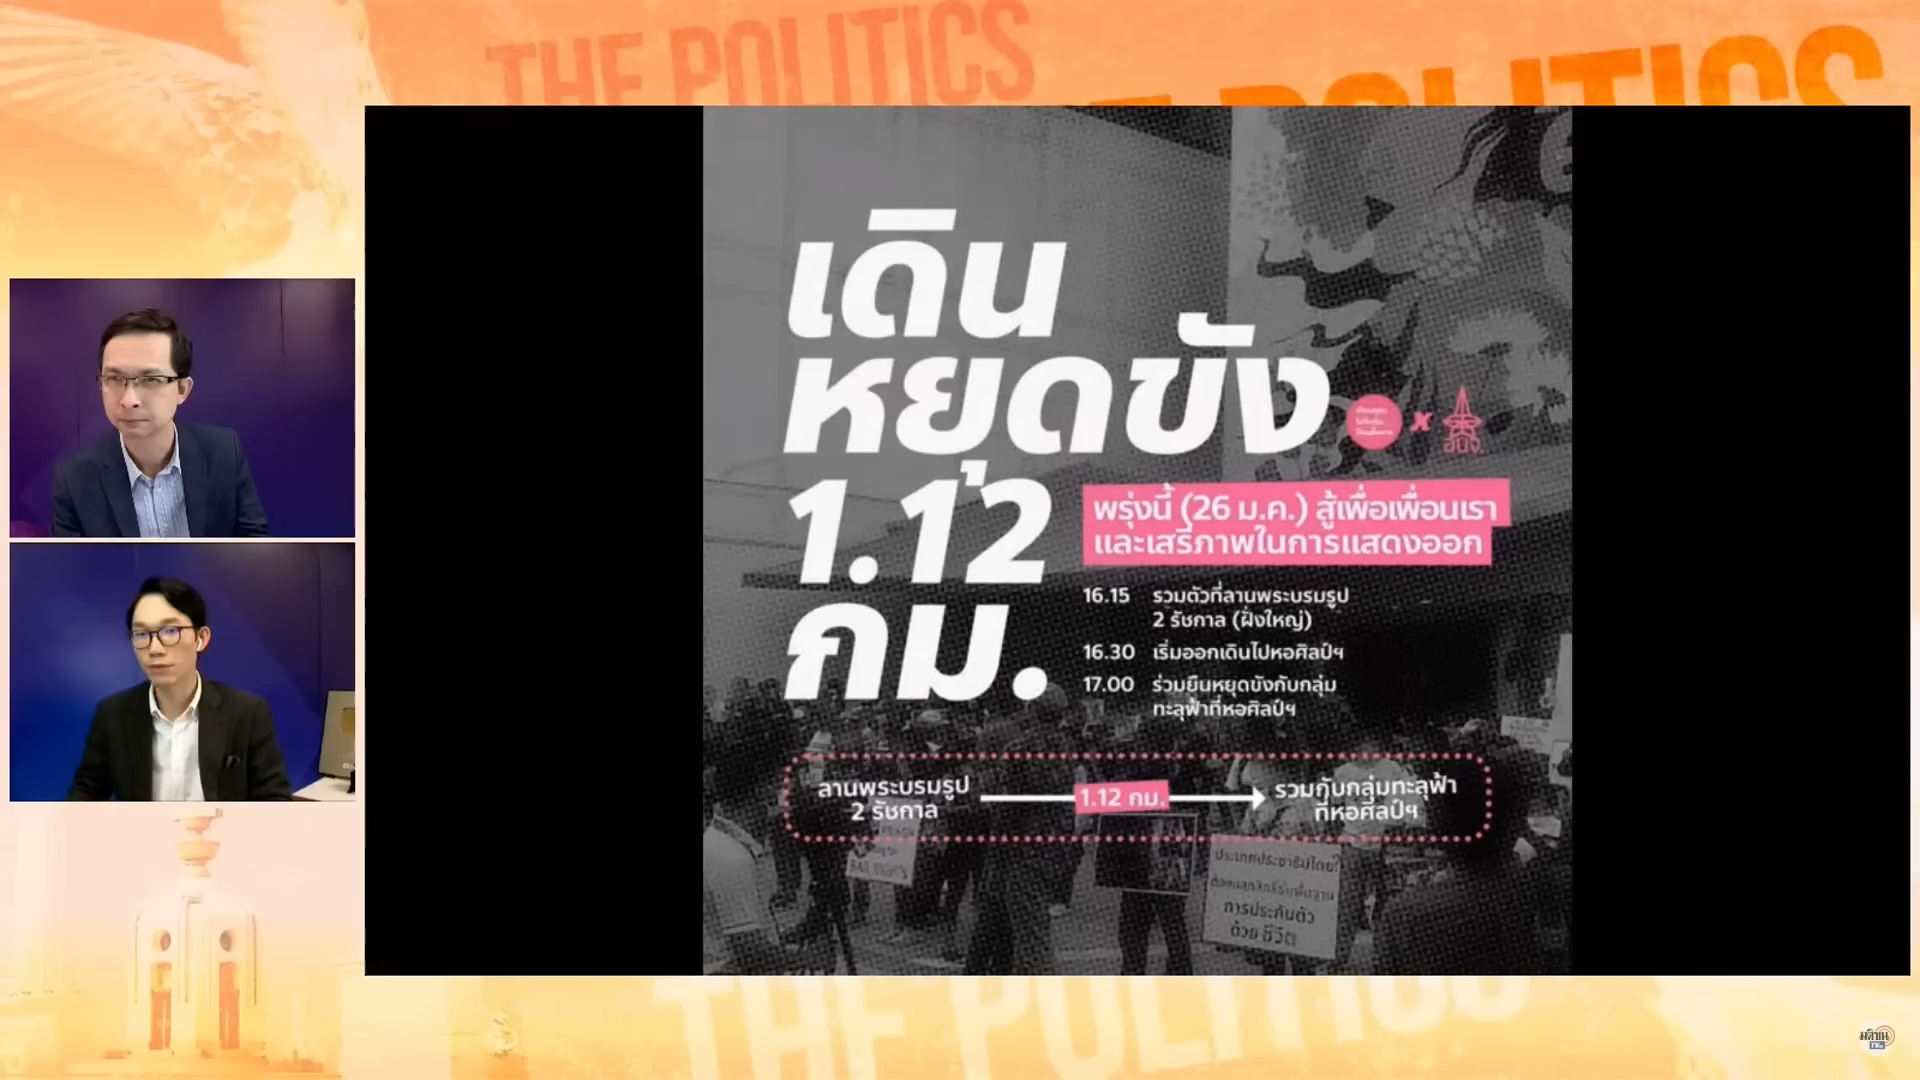 THE POLITICS
POLITICS
เดิน
หยุดขัง
1.12
กม.
x
พรุ่งนี้ (26 ม.ค.) สู้เพื่อเพื่อนเรา
และเสรีภาพในการแสดงออก
16.15 รวมตัวที่ลานพระบรมรูป
2 รัชกาล (ฝั่งใหญ่)
16.30 เริ่มออกเดินไปหอศิลป์ฯ
17.00 ร่วมยืนหยุดขังกับกลุ่ม
ทะลุฟ้าที่หอศิลป์ฯ
ลานพระบรมรูป
2 รัชกาล
1.12 กม.
รวมกับกลุ่มทะลุฟ้า
ที่หอศิลป์ฯ
BAIL RIGHTS
ประเทศประชาธิปไตย?
การประกันตัว
ด้วย ชีวิต
THE POLITICS
มติชน
TV